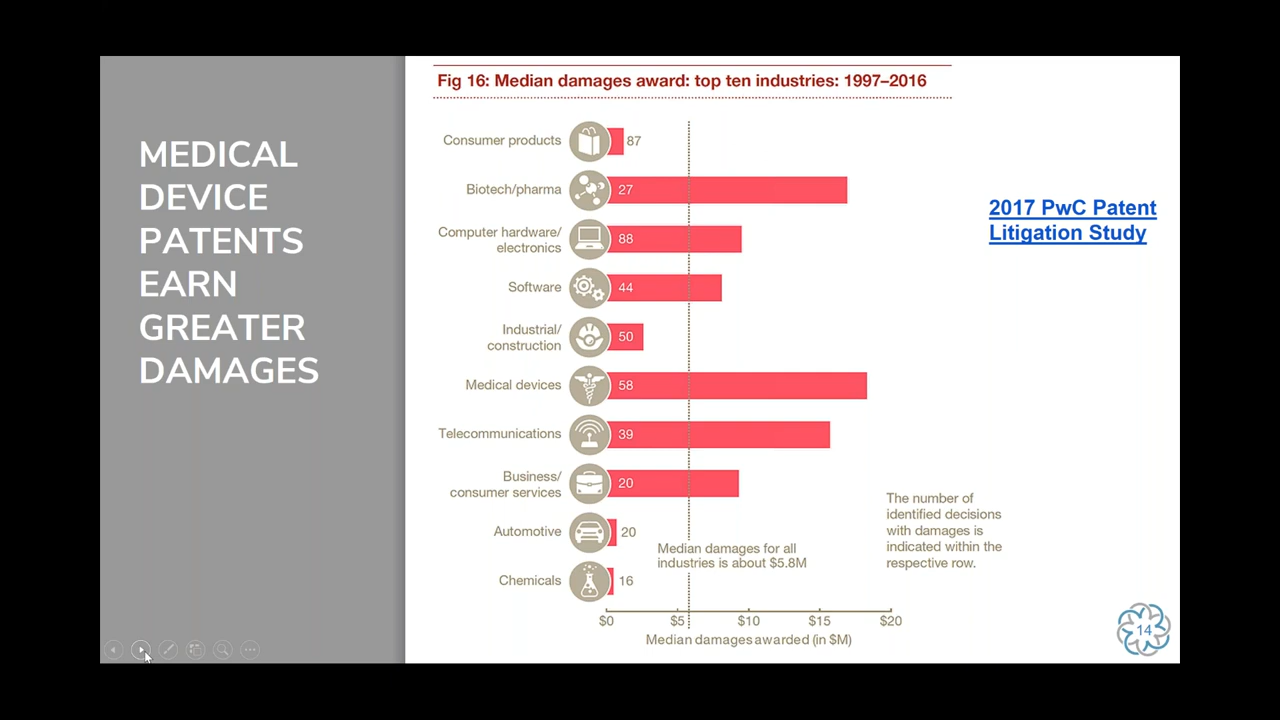 MEDICAL
DEVICE
PATENTS
EARN
GREATER
DAMAGES
Fig 16: Median damages award: top ten industries: 1997–2016
Consumer products
87
Biotech/pharma
27
Computer hardware/
electronics
88
Software
44
Industrial/
construction
50
Medical devices
58
Telecommunications
39
Business/
consumer services
20
Automotive
20
Chemicals
16
Median damages for all
industries is about $5.8M
$0 $5 $10 $15 $20
Median damages awarded (in $M)
2017 PwC Patent
Litigation Study
The number of
identified decisions
with damages is
indicated within the
respective row.
14